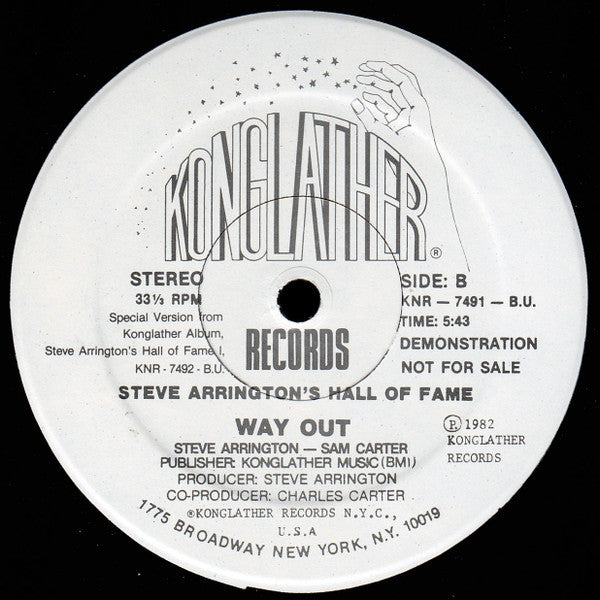 KONGLATHER®
STEREO
33⅓ RPM
Special Version from
Konglather Album,
Steve Arrington's Hall of Fame I,
KNR - 7492 - B.U.
RECORDS
SIDE: B
KNR — 7491 — B.U.
TIME: 5:43
DEMONSTRATION
NOT FOR SALE
STEVE ARRINGTON'S HALL OF FAME
WAY OUT
STEVE ARRINGTON — SAM CARTER
PUBLISHER: KONGLATHER MUSIC (BMI)
PRODUCER: STEVE ARRINGTON
CO-PRODUCER: CHARLES CARTER
℗ 1982
KONGLATHER
RECORDS
®KONGLATHER RECORDS N.Y.C.,
U.S.A
1775 BROADWAY NEW YORK, N.Y. 10019